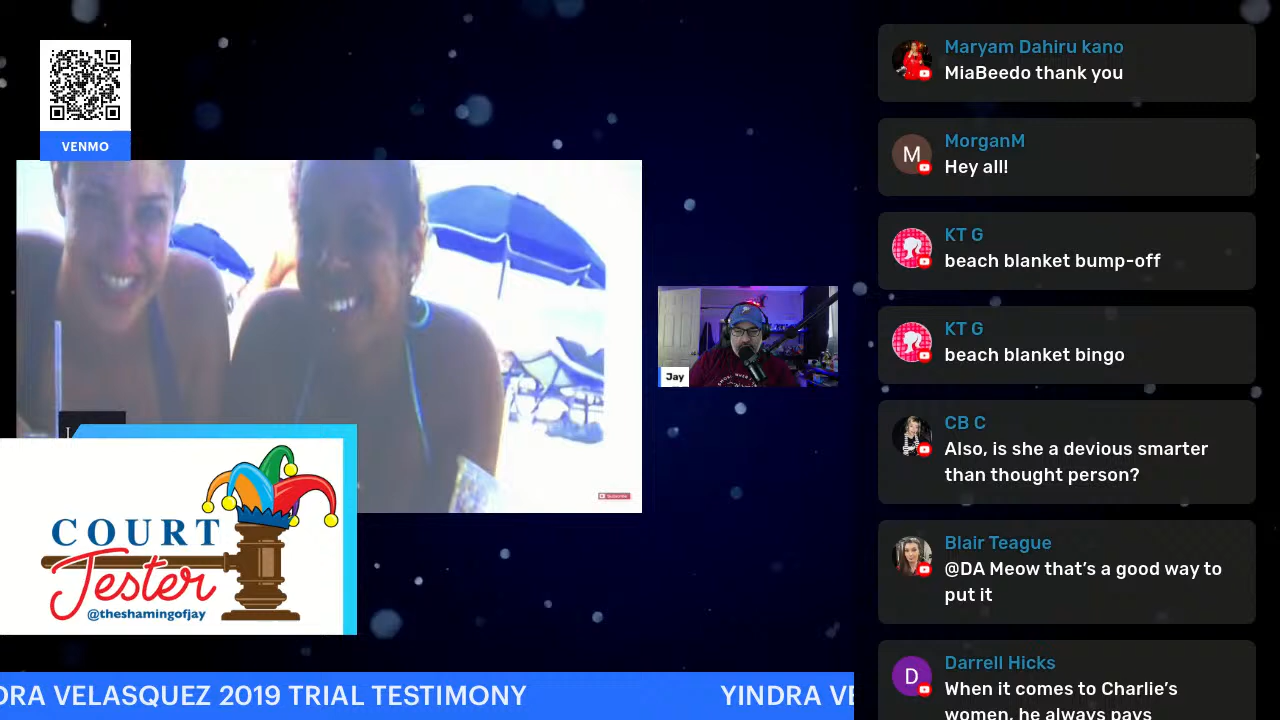 VENMO
Jay
Subscribe
COURT
Jester
@theshamingofjay
DRA VELASQUEZ 2019 TRIAL TESTIMONY
YINDRA VE
Maryam Dahiru kano
MiaBeedo thank you
M
MorganM
Hey all!
KT G
beach blanket bump-off
KT G
beach blanket bingo
CB C
Also, is she a devious smarter
than thought person?
Blair Teague
@DA Meow that's a good way to
put it
D
Darrell Hicks
When it comes to Charlie's
women, he always pays